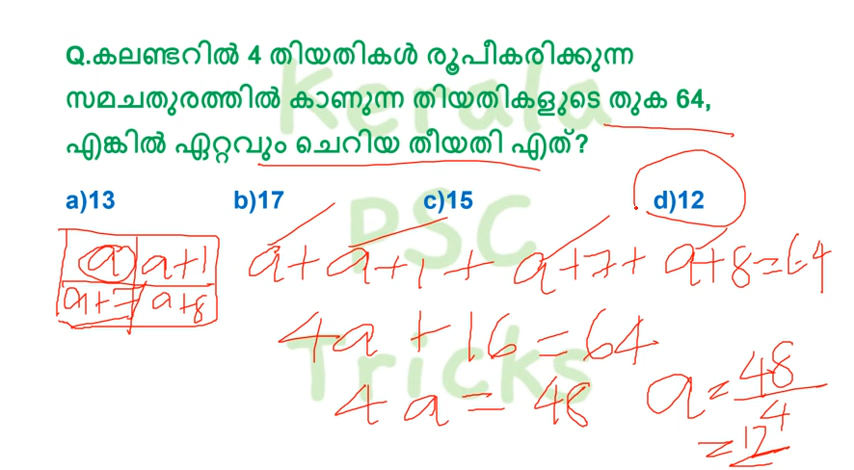 Q.കലണ്ടറിൽ 4 തിയതികൾ രൂപീകരിക്കുന്ന
സമചതുരത്തിൽ കാണുന്ന തിയതികളുടെ തുക 64,
എങ്കിൽ ഏറ്റവും ചെറിയ തീയതി എത്?
a)13 b)17 c)15 d)12
a a+1
a+7 a+8
a+a+1+a+7+a+8=64
4a+16=64
4a=48
a=48/4
=12
Kerala
PSC
Tricks